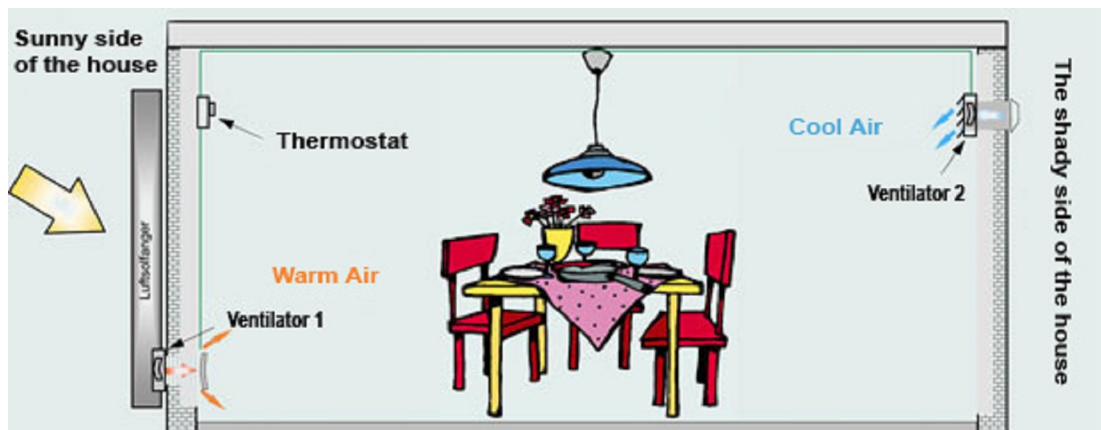 Sunny side
of the house
Thermostat
Cool Air
Ventilator 2
The shady side of the house
Luftsolfanger
Warm Air
Ventilator 1